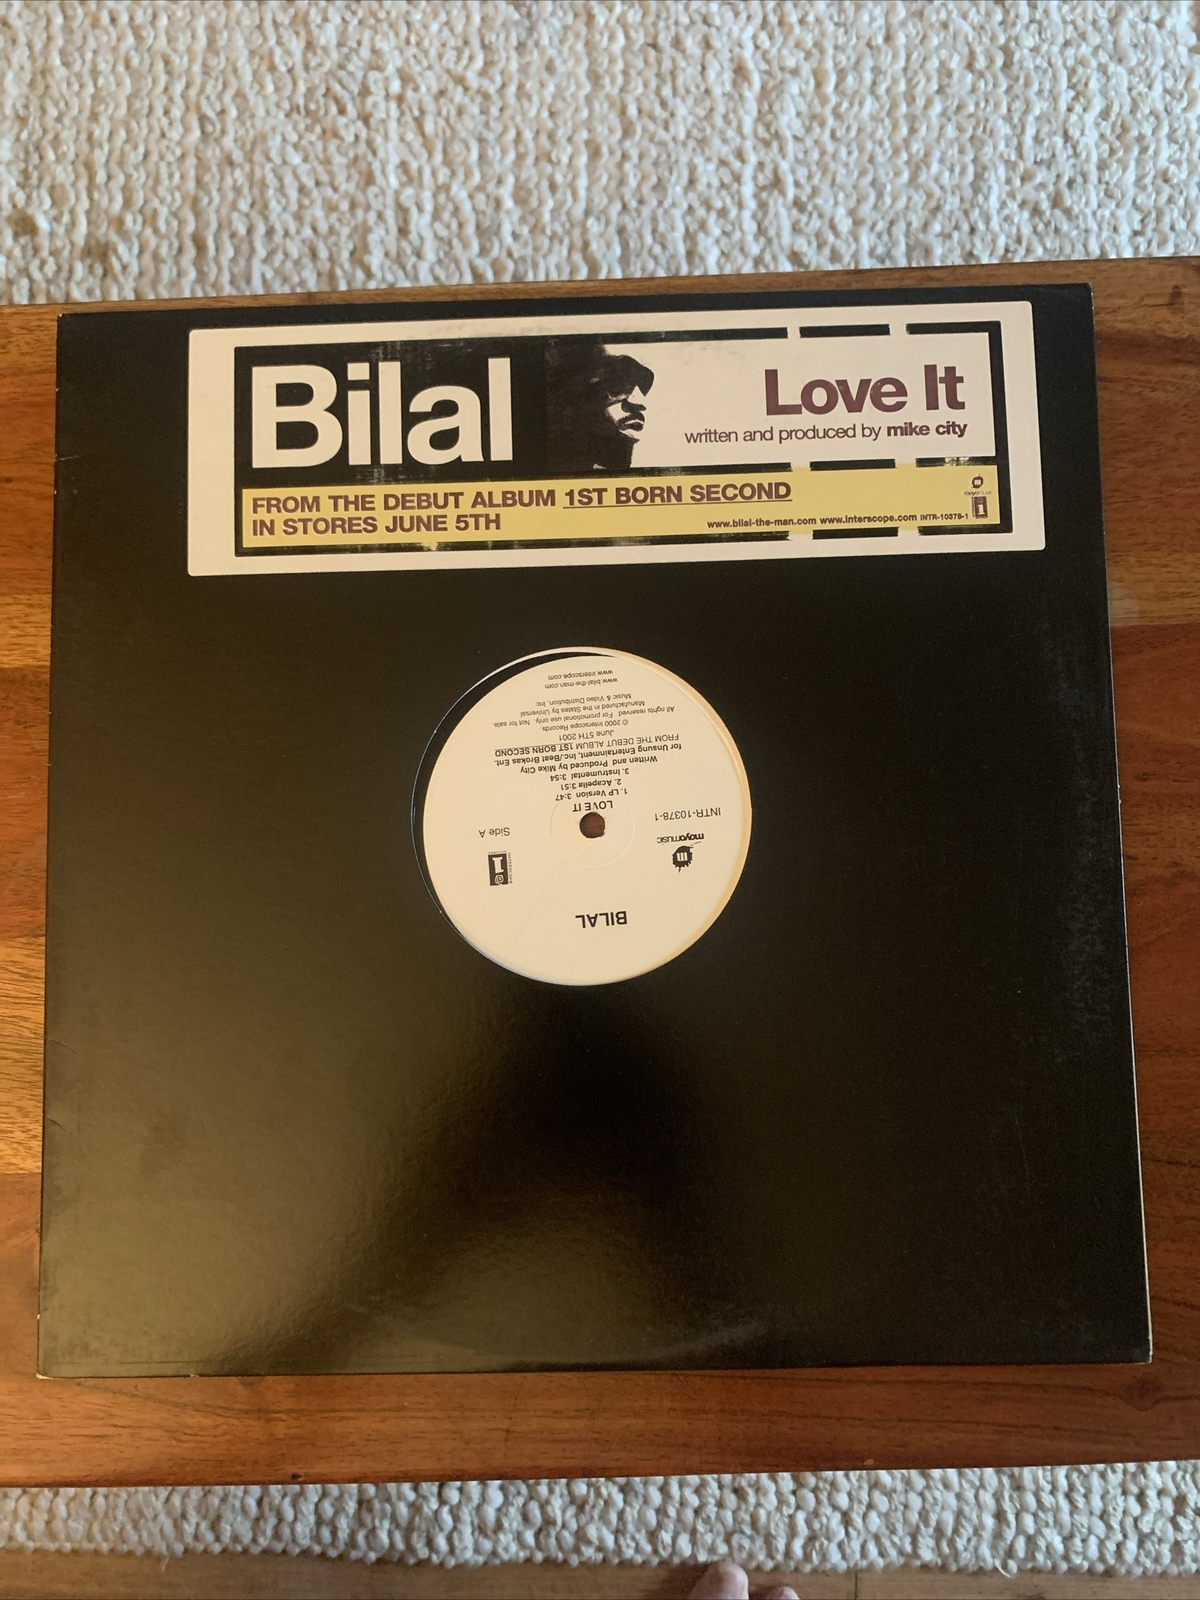 Bilal
Love It
written and produced by mike city
FROM THE DEBUT ALBUM 1ST BORN SECOND
IN STORES JUNE 5TH
www.bilal-the-man.com www.interscope.com INTR-10378-1
moyomusic
BILAL
moyomusic
INTERSCOPE
INTR-10378-1
Side A
LOVE IT
1. LP Version 3:47
2. Acapella 3:51
3. Instrumental 3:54
Written and Produced by Mike City
for Unsung Entertainment, Inc./Beat Brokas Ent.
FROM THE DEBUT ALBUM 1ST BORN SECOND
June 5TH 2001
© 2000 Interscope Records
All rights reserved. For promotional use only. Not for sale.
Manufactured in the States by Universal
Music & Video Distribution, Inc.
www.bilal-the-man.com
www.interscope.com